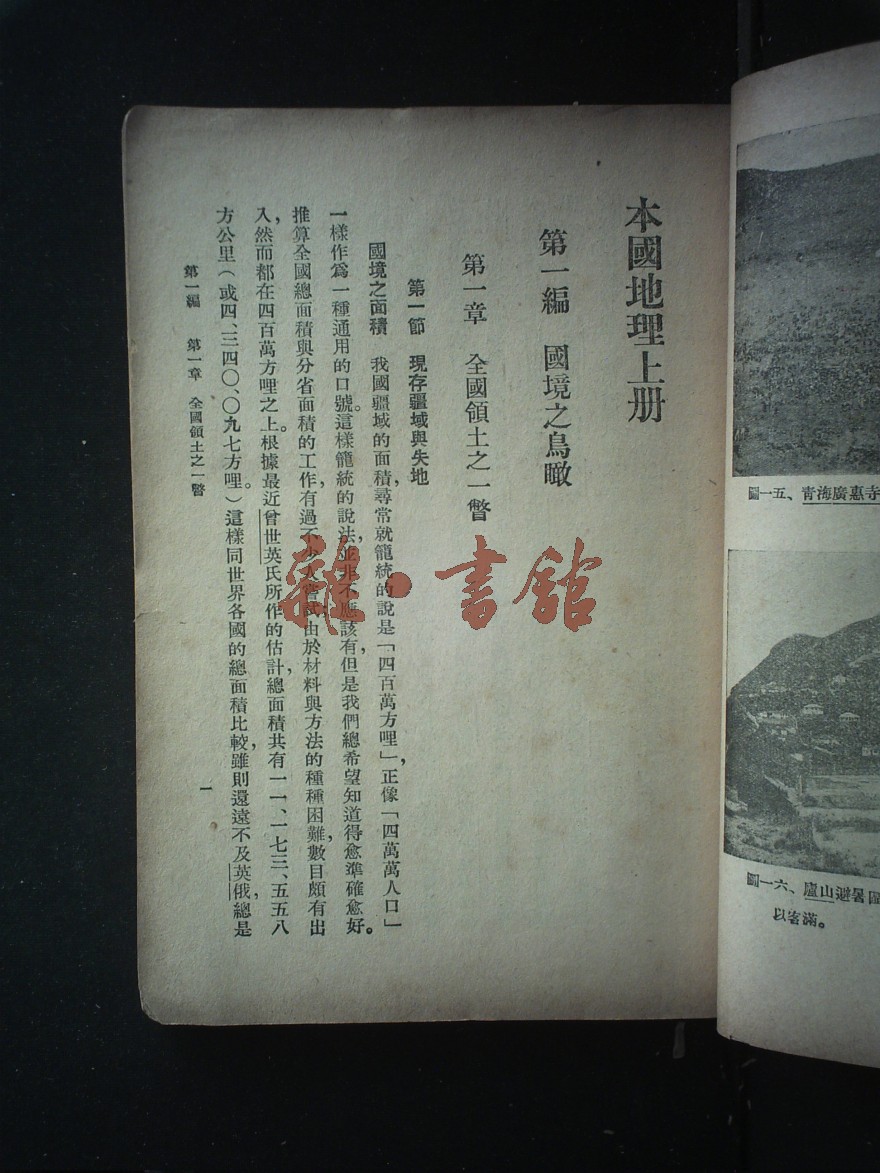 本國地理上册
第一編　國境之鳥瞰
第一章　全國領土之一瞥
第一節　現存疆域與失地
國境之面積　我國疆域的面積，尋常就籠統的說是「四百萬方哩」，正像「四萬萬人口」
一樣作爲一種通用的口號。這樣籠統的說法，並非不應該有，但是我們總希望知道得愈準確愈好。
推算全國總面積與分省面積的工作，有過不少人嘗試，由於材料與方法的種種困難，數目頗有出
入，然而都在四百萬方哩之上。根據最近曾世英氏所作的估計，總面積共有一一、一七三、五五八
方公里（或四、三四〇、〇九七方哩。）這樣同世界各國的總面積比較，雖則還遠不及英俄，總是
第一編　第一章　全國領土之一瞥
一
圖一五、青海廣惠寺
圖一六、廬山避暑區
以客滿。
雜·書館